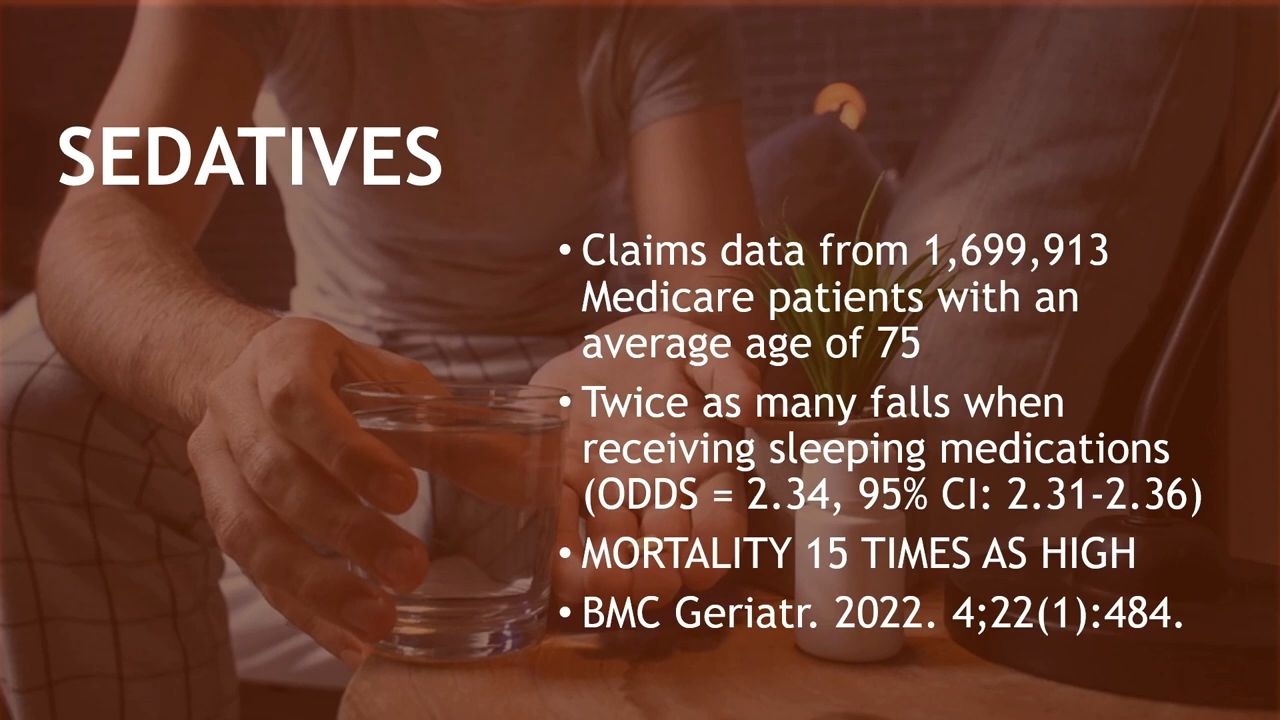 SEDATIVES
• Claims data from 1,699,913
Medicare patients with an
average age of 75
• Twice as many falls when
receiving sleeping medications
(ODDS = 2.34, 95% CI: 2.31-2.36)
• MORTALITY 15 TIMES AS HIGH
• BMC Geriatr. 2022. 4;22(1):484.